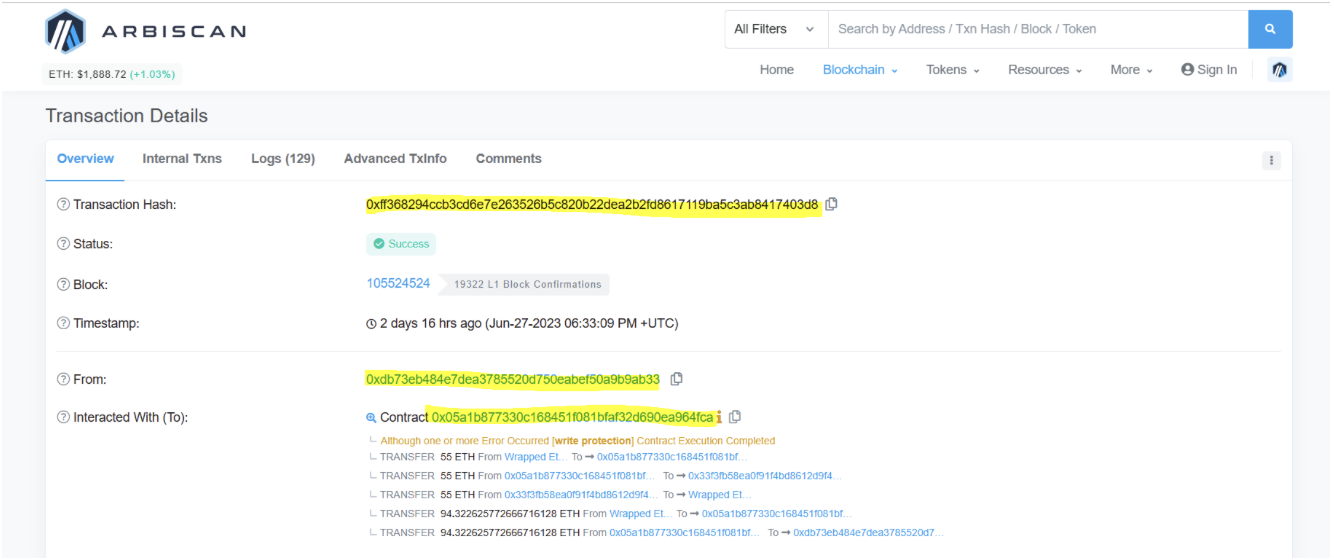 ARBISCAN
All Filters
Search by Address / Txn Hash / Block / Token
ETH: $1,888.72 (+1.03%)
Home Blockchain Tokens Resources More Sign In
Transaction Details
Overview Internal Txns Logs (129) Advanced TxInfo Comments
Transaction Hash: 0xff368294ccb3cd6e7e263526b5c820b22dea2b2fd8617119ba5c3ab8417403d8
Status: Success
Block: 105524524 19322 L1 Block Confirmations
Timestamp: 2 days 16 hrs ago (Jun-27-2023 06:33:09 PM +UTC)
From: 0xdb73eb484e7dea3785520d750eabef50a9b9ab33
Interacted With (To): Contract 0x05a1b877330c168451f081bfaf32d690ea964fca
Although one or more Error Occurred [write protection] Contract Execution Completed
TRANSFER 55 ETH From Wrapped Et... To → 0x05a1b877330c168451f081bf...
TRANSFER 55 ETH From 0x05a1b877330c168451f081bf... To → 0x33f3fb58ea0f91f4bd8612d9f4...
TRANSFER 55 ETH From 0x33f3fb58ea0f91f4bd8612d9f4... To → Wrapped Et...
TRANSFER 94.322625772666716128 ETH From Wrapped Et... To → 0x05a1b877330c168451f081bf...
TRANSFER 94.322625772666716128 ETH From 0x05a1b877330c168451f081bf... To → 0xdb73eb484e7dea3785520d7...